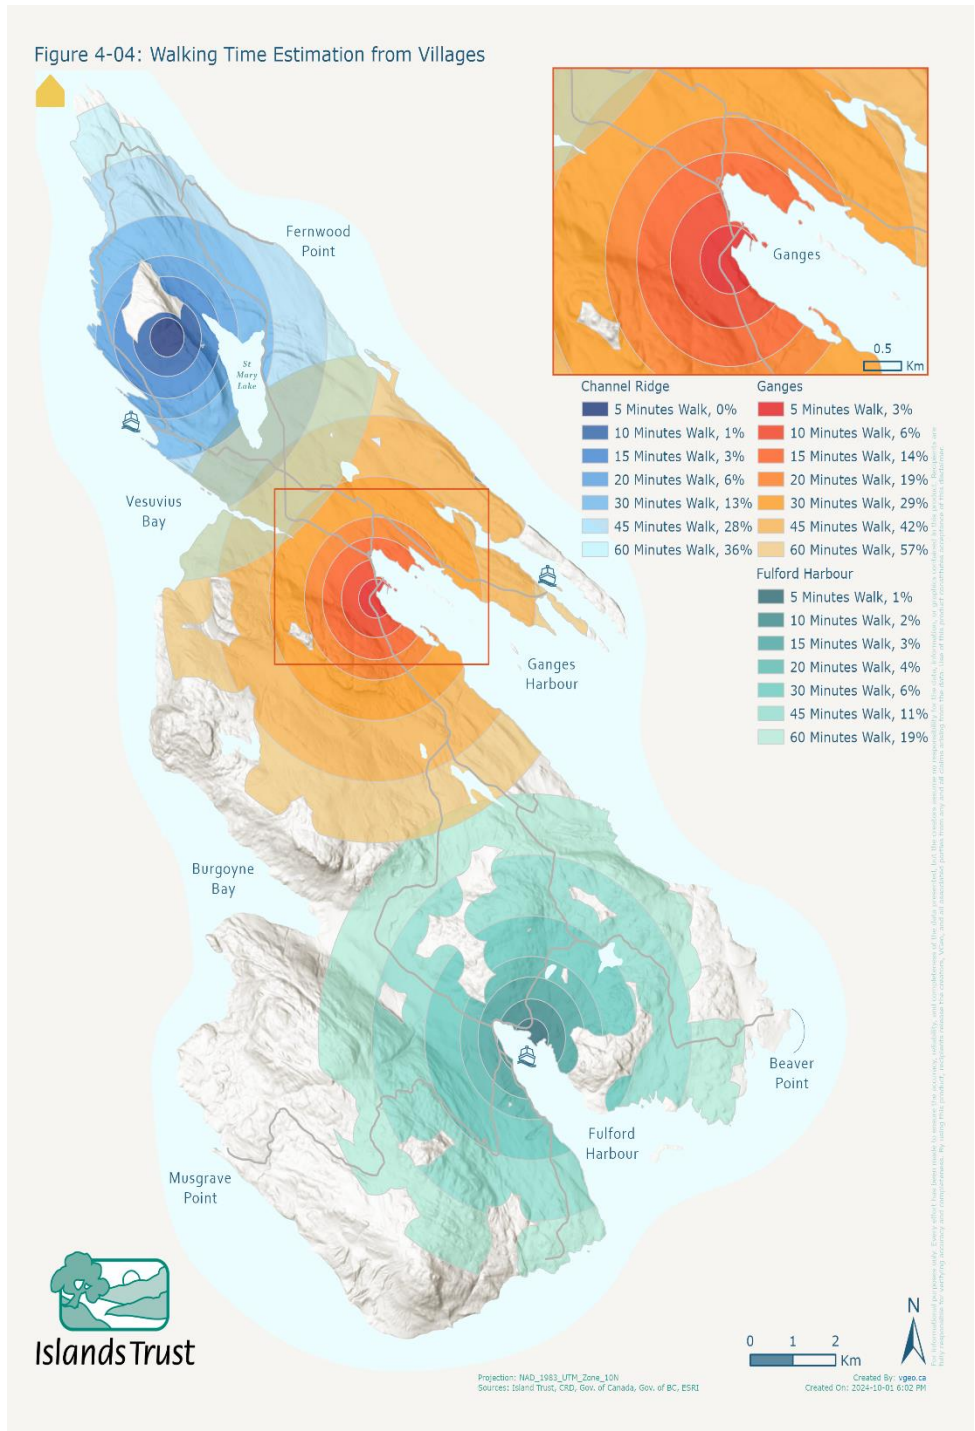 Figure 4-04: Walking Time Estimation from Villages
Fernwood
Point
St
Mary
Lake
Vesuvius
Bay
Ganges
0.5
Km
Channel Ridge
5 Minutes Walk, 0%
10 Minutes Walk, 1%
15 Minutes Walk, 3%
20 Minutes Walk, 6%
30 Minutes Walk, 13%
45 Minutes Walk, 28%
60 Minutes Walk, 36%
Ganges
5 Minutes Walk, 3%
10 Minutes Walk, 6%
15 Minutes Walk, 14%
20 Minutes Walk, 19%
30 Minutes Walk, 29%
45 Minutes Walk, 42%
60 Minutes Walk, 57%
Fulford Harbour
5 Minutes Walk, 1%
10 Minutes Walk, 2%
15 Minutes Walk, 3%
20 Minutes Walk, 4%
30 Minutes Walk, 6%
45 Minutes Walk, 11%
60 Minutes Walk, 19%
Ganges
Harbour
Burgoyne
Bay
Beaver
Point
Fulford
Harbour
Musgrave
Point
Islands Trust
N
0 1 2
Km
Projection: NAD_1983_UTM_Zone_10N
Sources: Island Trust, CRD, Gov. of Canada, Gov. of BC, ESRI
Created By: vgeo.ca
Created On: 2024-10-01 6:02 PM